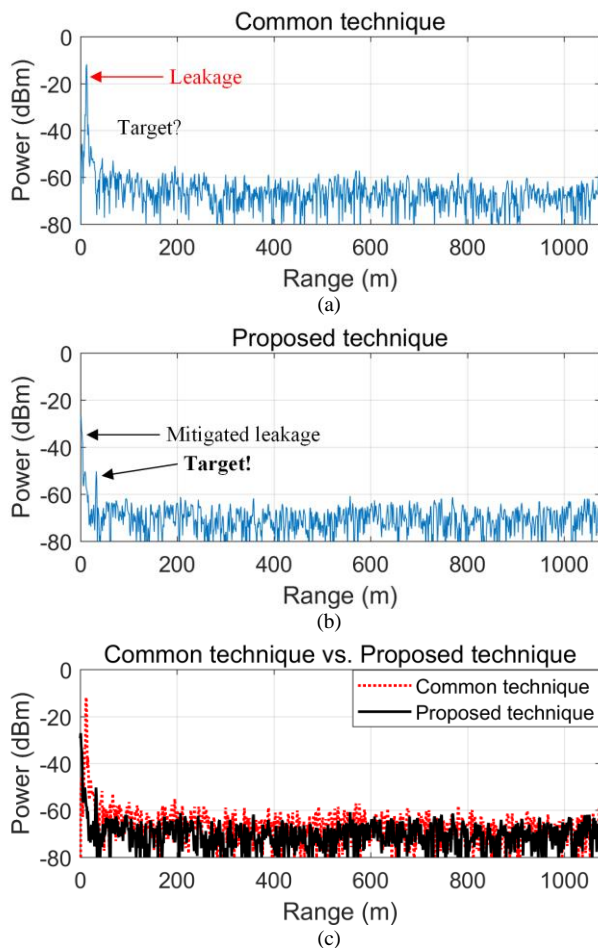 Common technique
0
-20
-40
-60
-80
Power (dBm)
Leakage
Target?
0 200 400 600 800 1000
Range (m)
(a)
Proposed technique
0
-20
-40
-60
-80
Power (dBm)
Mitigated leakage
Target!
0 200 400 600 800 1000
Range (m)
(b)
Common technique vs. Proposed technique
0
-20
-40
-60
-80
Power (dBm)
Common technique
Proposed technique
0 200 400 600 800 1000
Range (m)
(c)